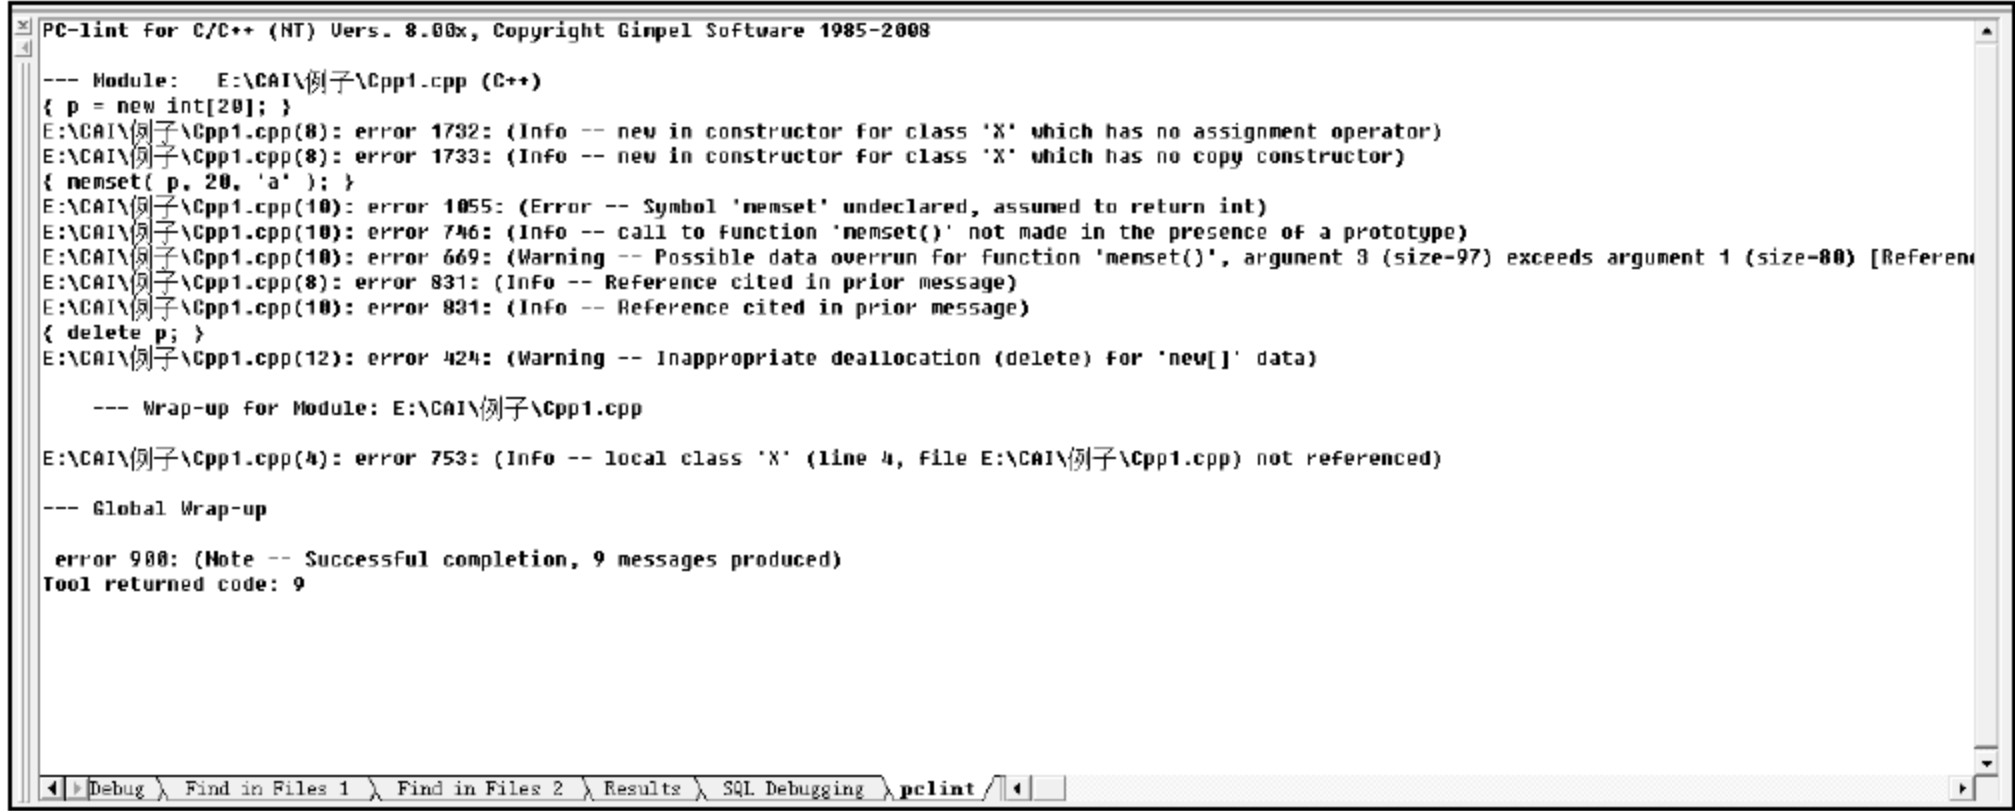 PC-lint for C/C++ (NT) Vers. 8.00x, Copyright Gimpel Software 1985-2008
--- Module:   E:\CAI\例子\Cpp1.cpp (C++)
{ p = new int[20]; }
E:\CAI\例子\Cpp1.cpp(8): error 1732: (Info -- new in constructor for class 'X' which has no assignment operator)
E:\CAI\例子\Cpp1.cpp(8): error 1733: (Info -- new in constructor for class 'X' which has no copy constructor)
{ memset( p, 20, 'a' ); }
E:\CAI\例子\Cpp1.cpp(10): error 1055: (Error -- Symbol 'memset' undeclared, assumed to return int)
E:\CAI\例子\Cpp1.cpp(10): error 746: (Info -- call to function 'memset()' not made in the presence of a prototype)
E:\CAI\例子\Cpp1.cpp(10): error 669: (Warning -- Possible data overrun for function 'memset()', argument 3 (size=97) exceeds argument 1 (size=80) [Referenc
E:\CAI\例子\Cpp1.cpp(8): error 831: (Info -- Reference cited in prior message)
E:\CAI\例子\Cpp1.cpp(10): error 831: (Info -- Reference cited in prior message)
{ delete p; }
E:\CAI\例子\Cpp1.cpp(12): error 424: (Warning -- Inappropriate deallocation (delete) for 'new[]' data)
--- Wrap-up for Module: E:\CAI\例子\Cpp1.cpp
E:\CAI\例子\Cpp1.cpp(4): error 753: (Info -- local class 'X' (line 4, file E:\CAI\例子\Cpp1.cpp) not referenced)
--- Global Wrap-up
error 900: (Note -- Successful completion, 9 messages produced)
Tool returned code: 9
Debug Find in Files 1 Find in Files 2 Results SQL Debugging pclint